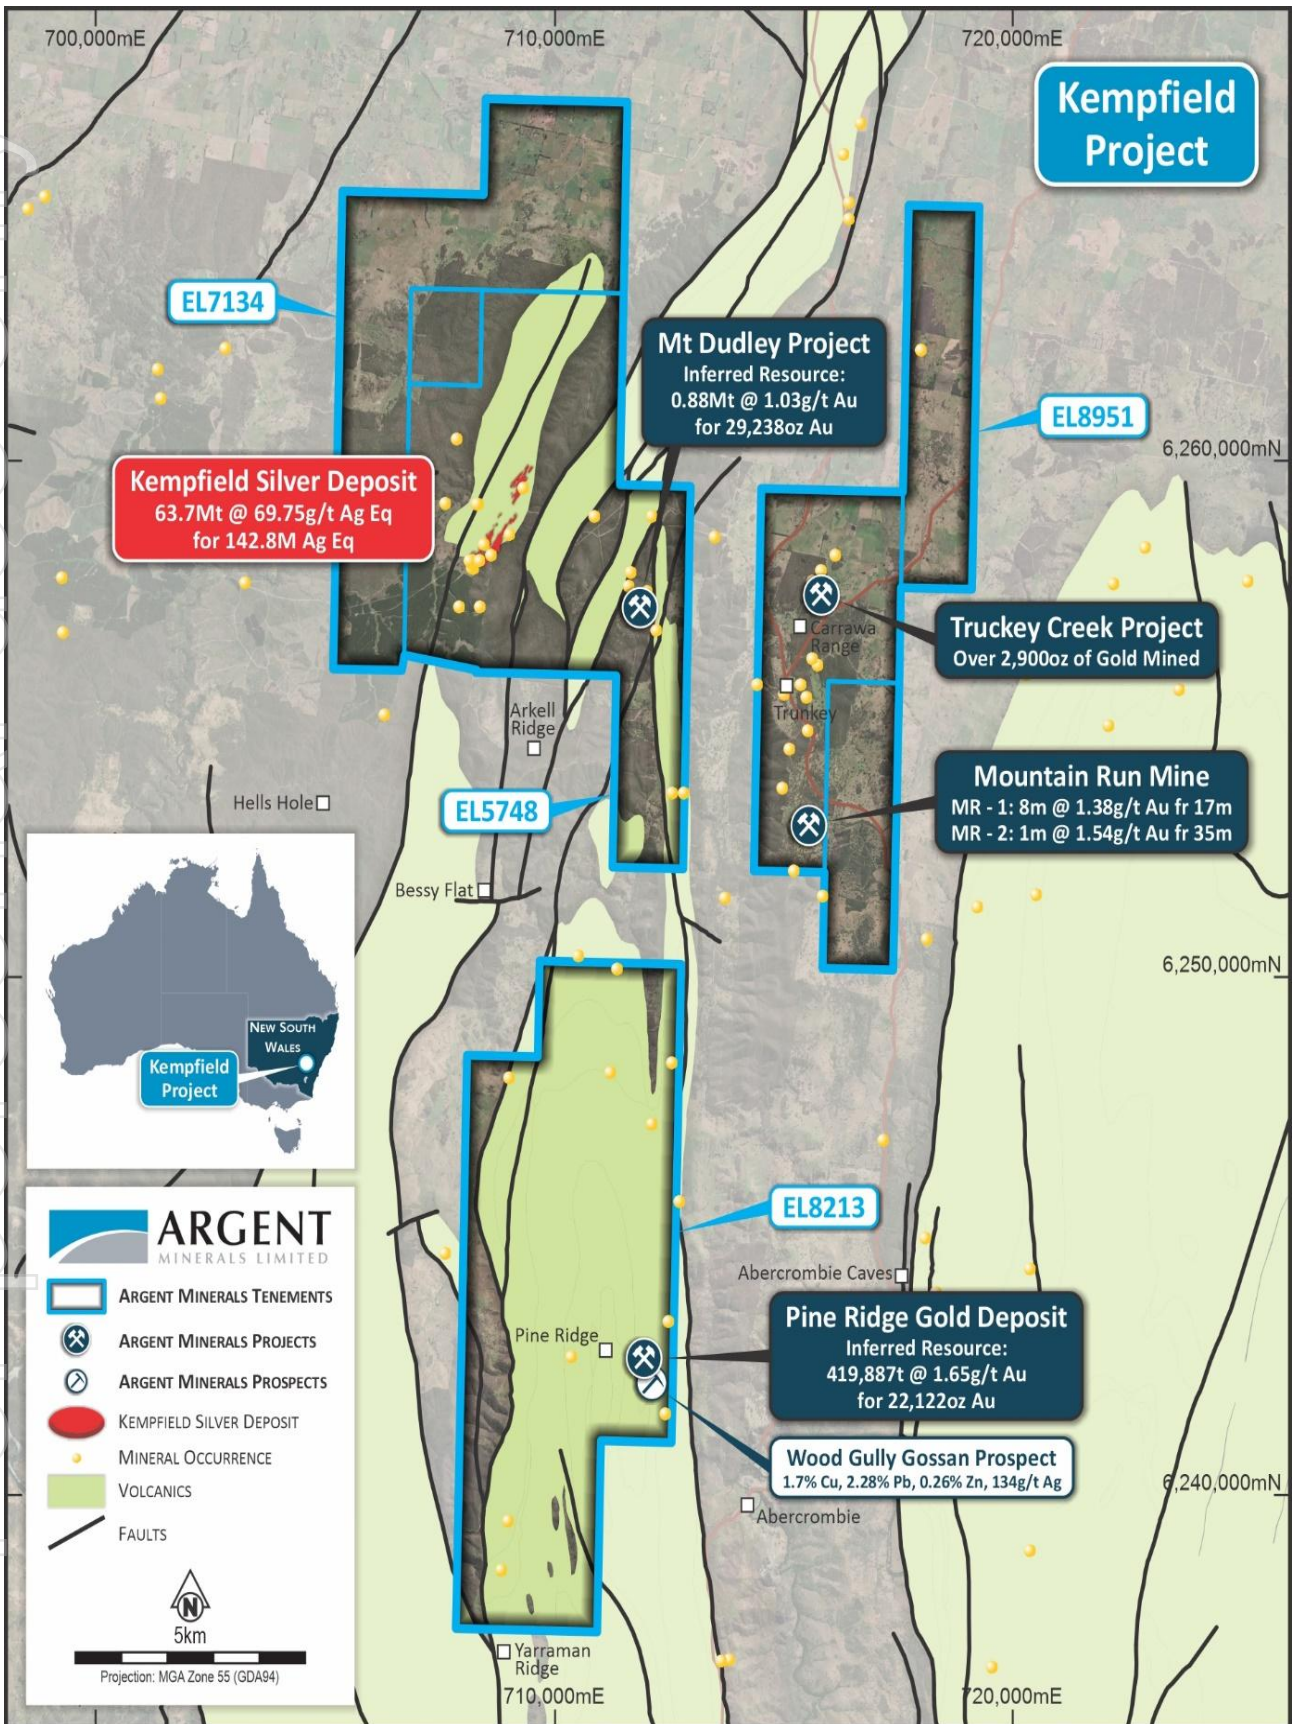 700,000mE
710,000mE
720,000mE
Kempfield
Project
EL7134
Mt Dudley Project
Inferred Resource:
0.88Mt @ 1.03g/t Au
for 29,238oz Au
EL8951
6,260,000mN
Kempfield Silver Deposit
63.7Mt @ 69.75g/t Ag Eq
for 142.8M Ag Eq
Truckey Creek Project
Over 2,900oz of Gold Mined
Carrawa
Range
Trunkey
Arkell
Ridge
Mountain Run Mine
MR - 1: 8m @ 1.38g/t Au fr 17m
MR - 2: 1m @ 1.54g/t Au fr 35m
Hells Hole
EL5748
Bessy Flat
6,250,000mN
NEW SOUTH
WALES
Kempfield
Project
EL8213
Abercrombie Caves
Pine Ridge
Pine Ridge Gold Deposit
Inferred Resource:
419,887t @ 1.65g/t Au
for 22,122oz Au
Wood Gully Gossan Prospect
1.7% Cu, 2.28% Pb, 0.26% Zn, 134g/t Ag
6,240,000mN
Abercrombie
Yarraman
Ridge
710,000mE
720,000mE
ARGENT
MINERALS LIMITED
ARGENT MINERALS TENEMENTS
ARGENT MINERALS PROJECTS
ARGENT MINERALS PROSPECTS
KEMPFIELD SILVER DEPOSIT
MINERAL OCCURRENCE
VOLCANICS
FAULTS
N
5km
Projection: MGA Zone 55 (GDA94)